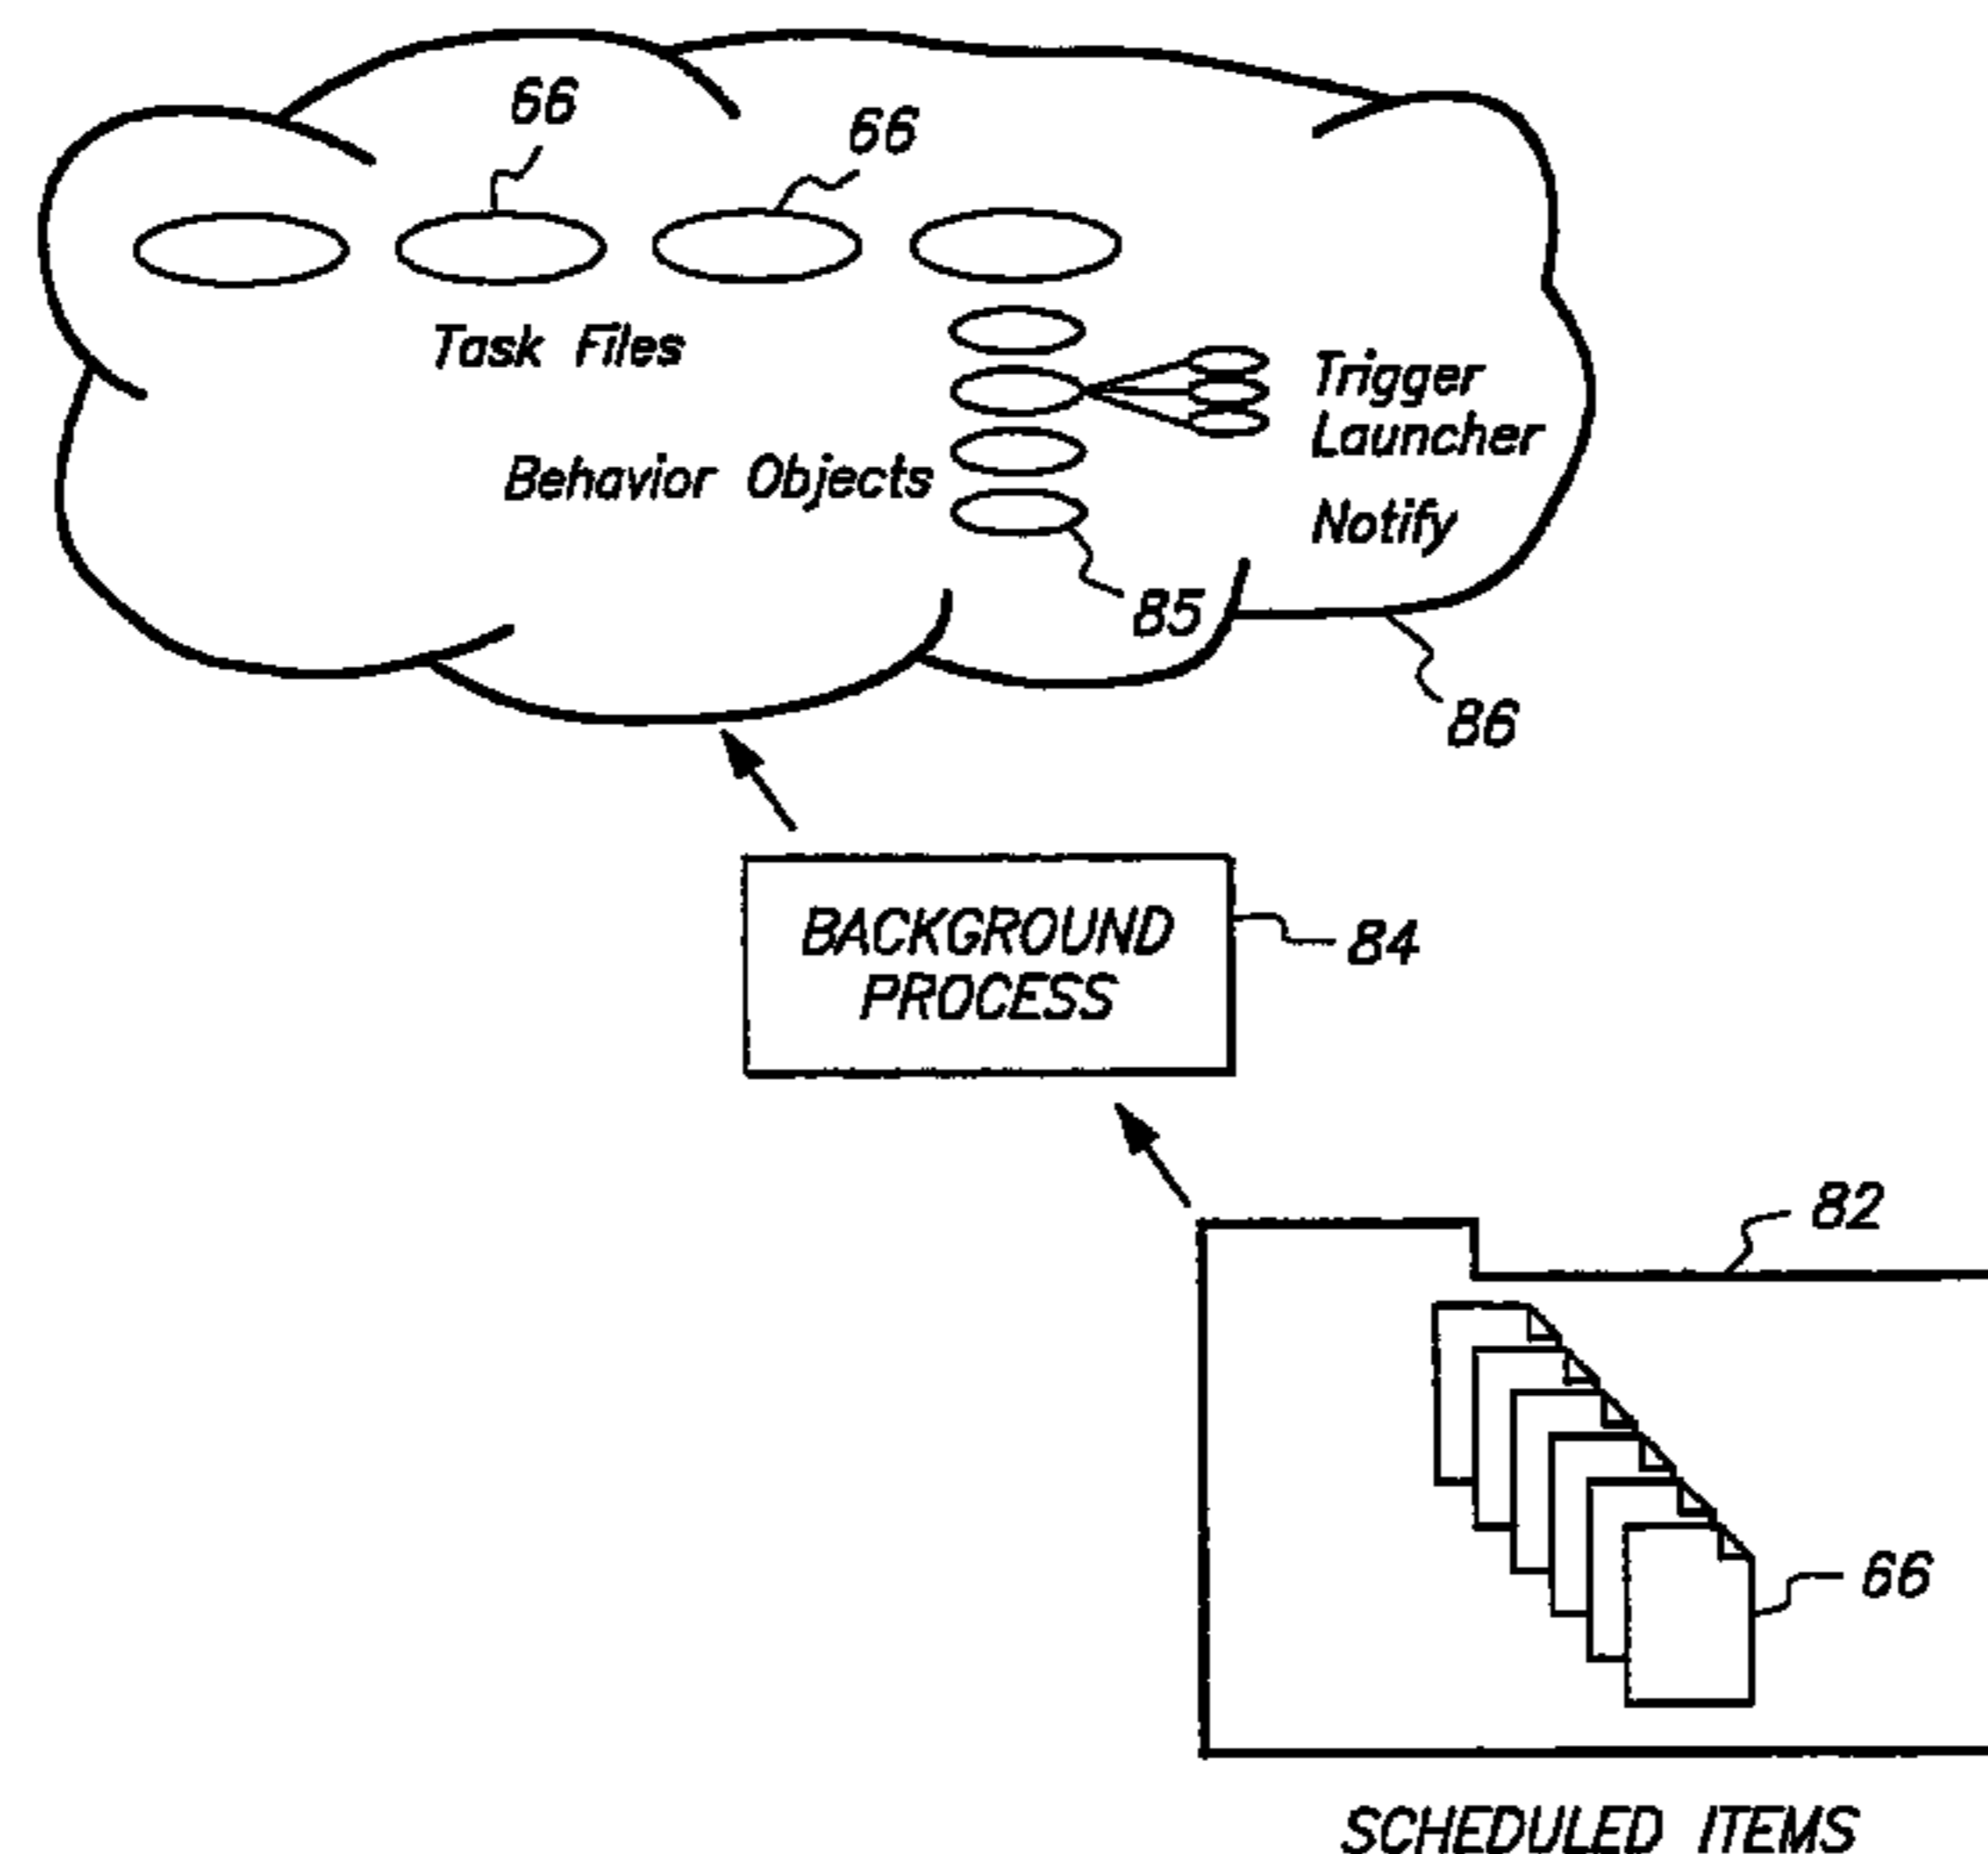 66
66
Task Files
Trigger
Launcher
Behavior Objects
Notify
85
86
BACKGROUND
PROCESS
84
82
66
SCHEDULED ITEMS